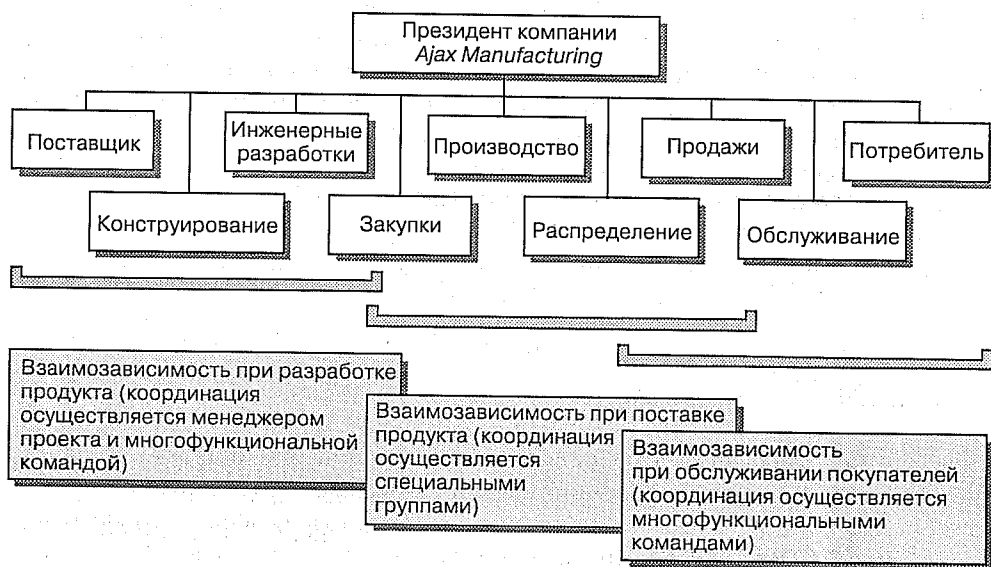 Президент компании
Ajax Manufacturing
Поставщик
Инженерные
разработки
Производство
Продажи
Потребитель
Конструирование
Закупки
Распределение
Обслуживание
Взаимозависимость при разработке
продукта (координация
осуществляется менеджером
проекта и многофункциональной
командой)
Взаимозависимость при поставке
продукта (координация
осуществляется
специальными
группами)
Взаимозависимость
при обслуживании покупателей
(координация осуществляется
многофункциональными
командами)